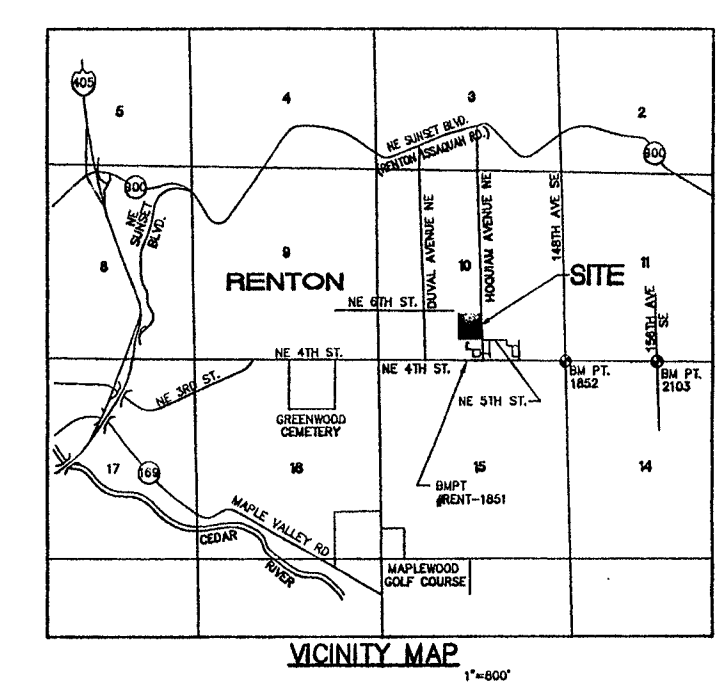 405
5
4
3
2
NE SUNSET BLVD.
(RENTON ISSAQUAH RD.)
900
900
NE
SUNSET
BLVD.
8
9
RENTON
10
11
DUVAL AVENUE NE
HOQUIAM AVENUE NE
148TH AVE SE
156TH AVE
SE
SITE
NE 6TH ST.
NE 4TH ST.
NE 4TH ST.
NE 3RD ST.
NE 5TH ST.
BM PT.
1852
BM PT.
2103
GREENWOOD
CEMETERY
17
169
16
15
14
BMPT
#RENT-1851
MAPLE VALLEY RD
CEDAR
RIVER
MAPLEWOOD
GOLF COURSE
VICINITY MAP
1"=800'